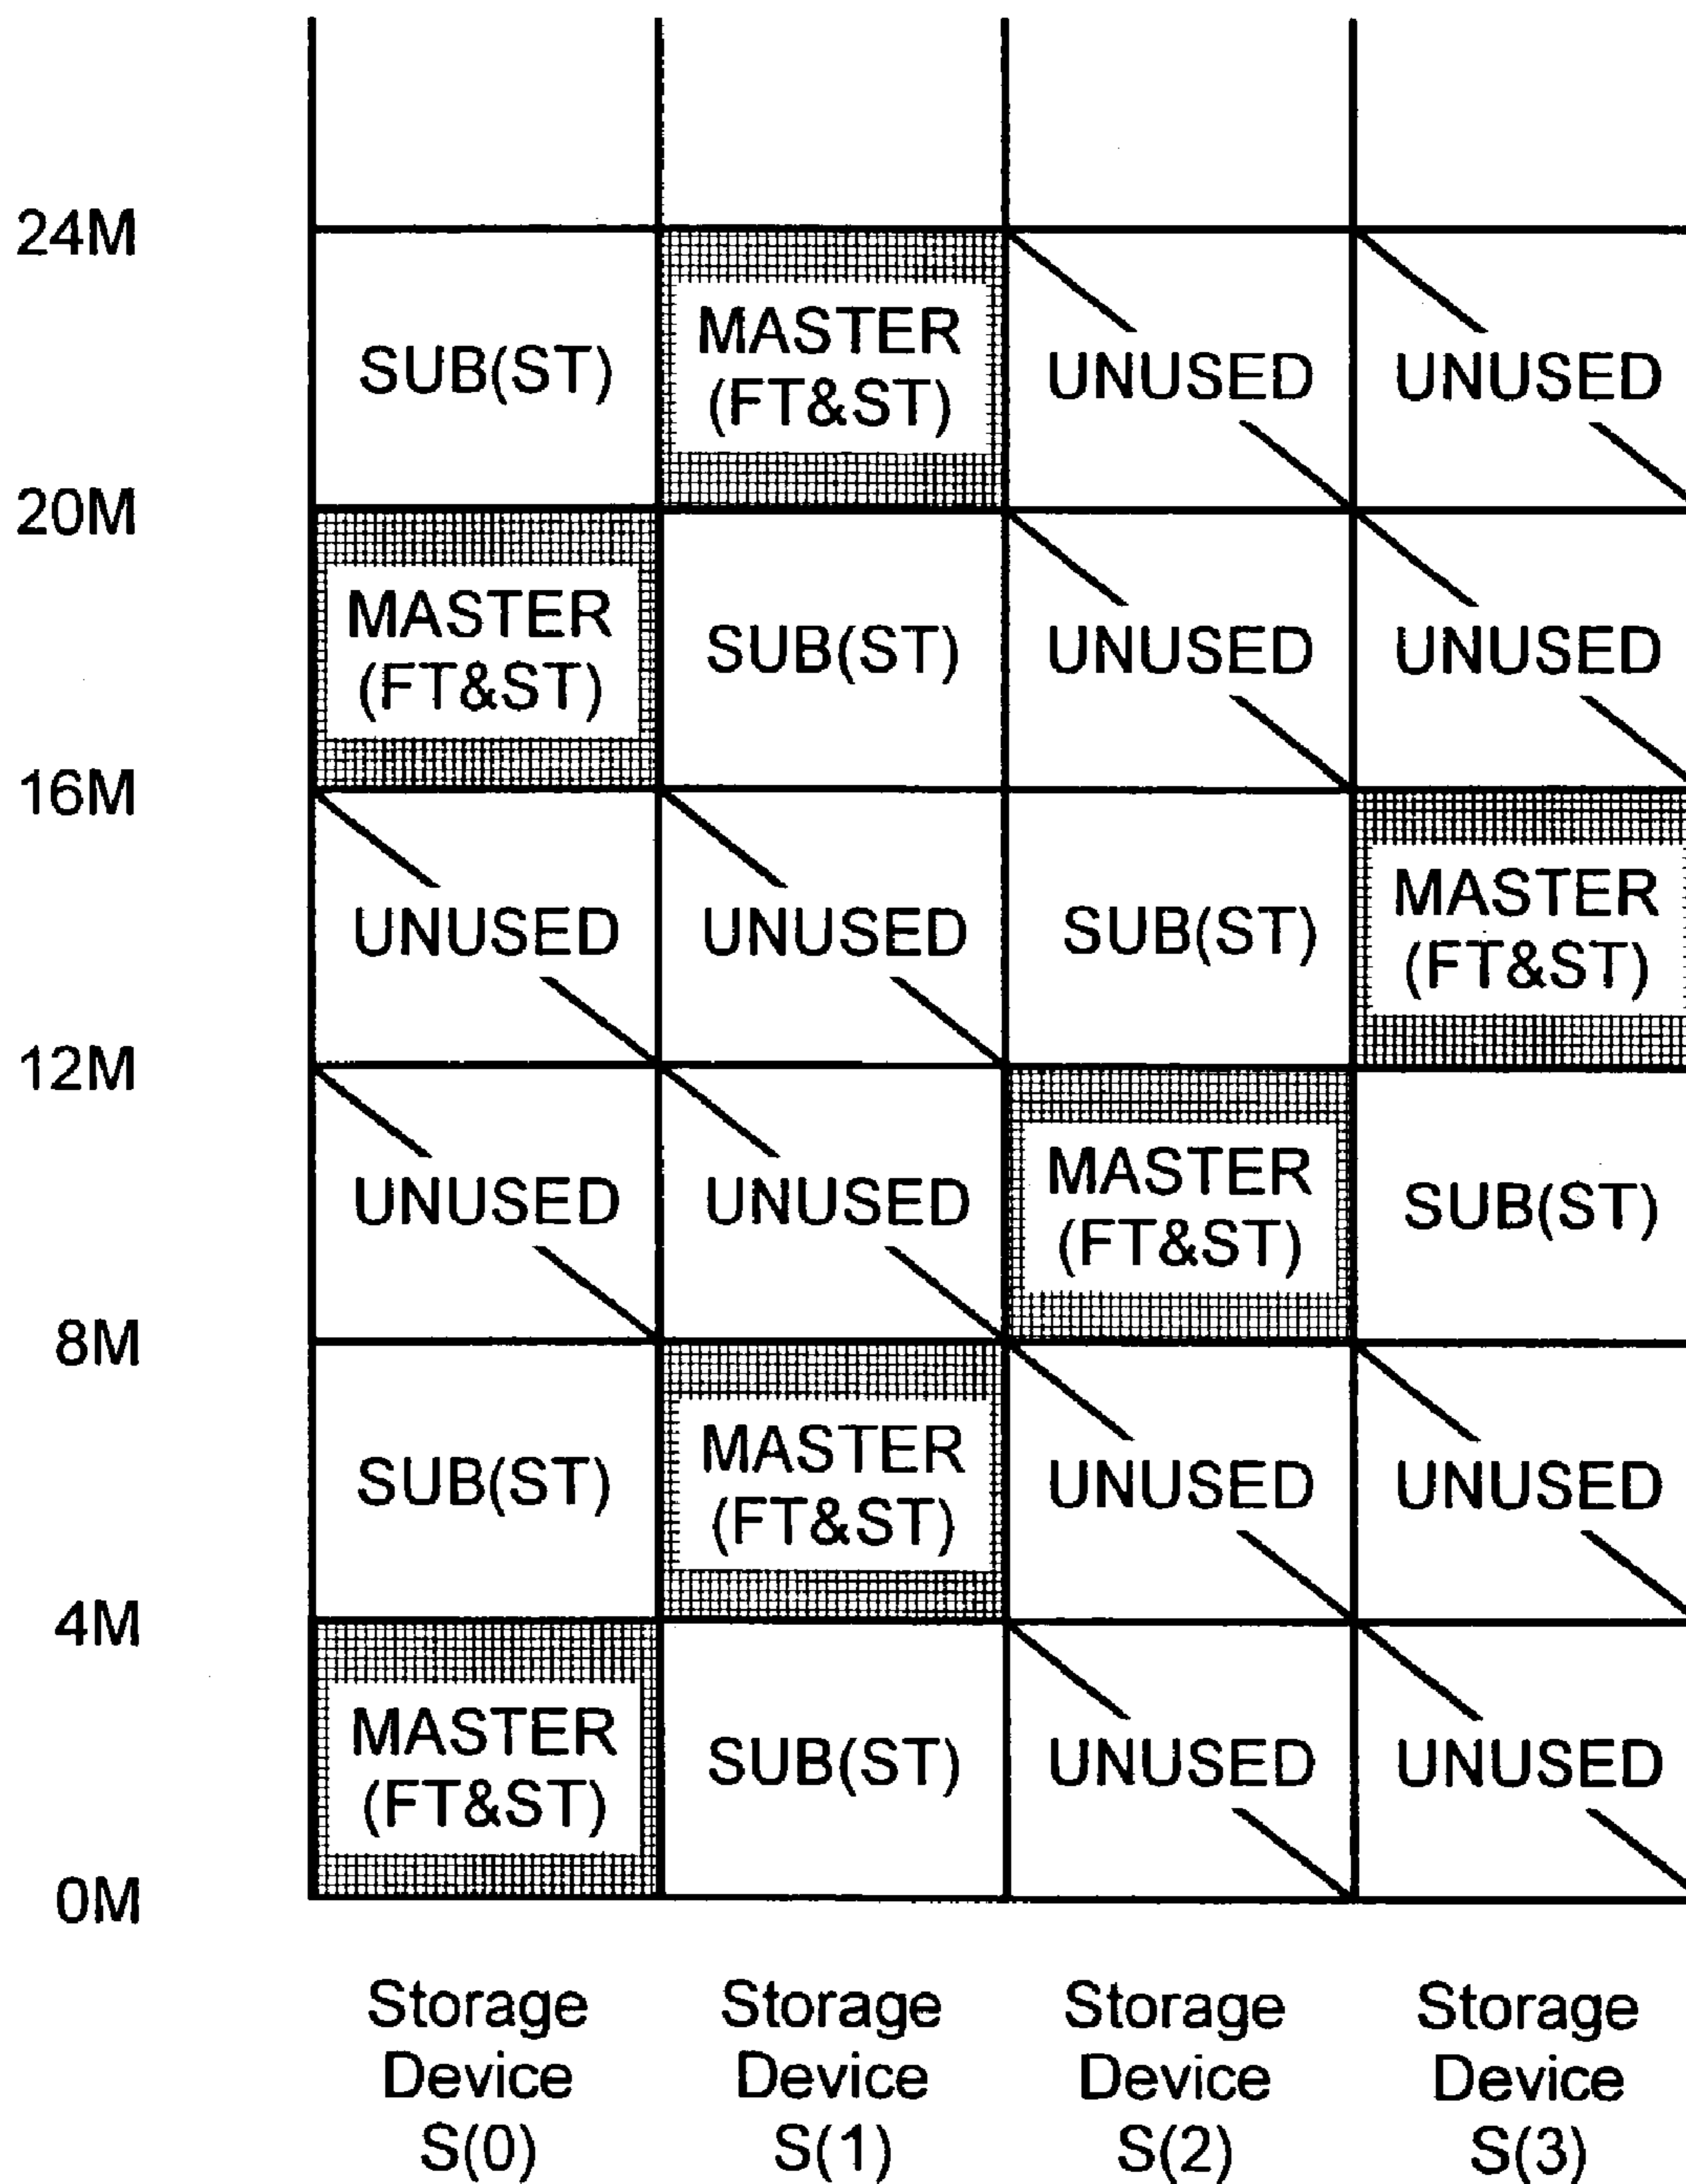 24M
SUB(ST)
MASTER
(FT&ST)
UNUSED
UNUSED
20M
MASTER
(FT&ST)
SUB(ST)
UNUSED
UNUSED
16M
UNUSED
UNUSED
SUB(ST)
MASTER
(FT&ST)
12M
UNUSED
UNUSED
MASTER
(FT&ST)
SUB(ST)
8M
SUB(ST)
MASTER
(FT&ST)
UNUSED
UNUSED
4M
MASTER
(FT&ST)
SUB(ST)
UNUSED
UNUSED
0M
Storage
Device
S(0)
Storage
Device
S(1)
Storage
Device
S(2)
Storage
Device
S(3)